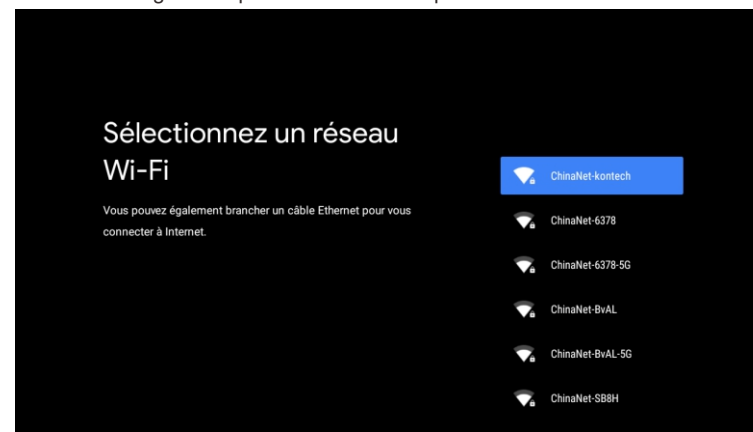 Sélectionnez un réseau
Wi-Fi
Vous pouvez également brancher un câble Ethernet pour vous
connecter à Internet.
ChinaNet-kontech
ChinaNet-6378
ChinaNet-6378-5G
ChinaNet-BvAL
ChinaNet-BvAL-5G
ChinaNet-SB8H